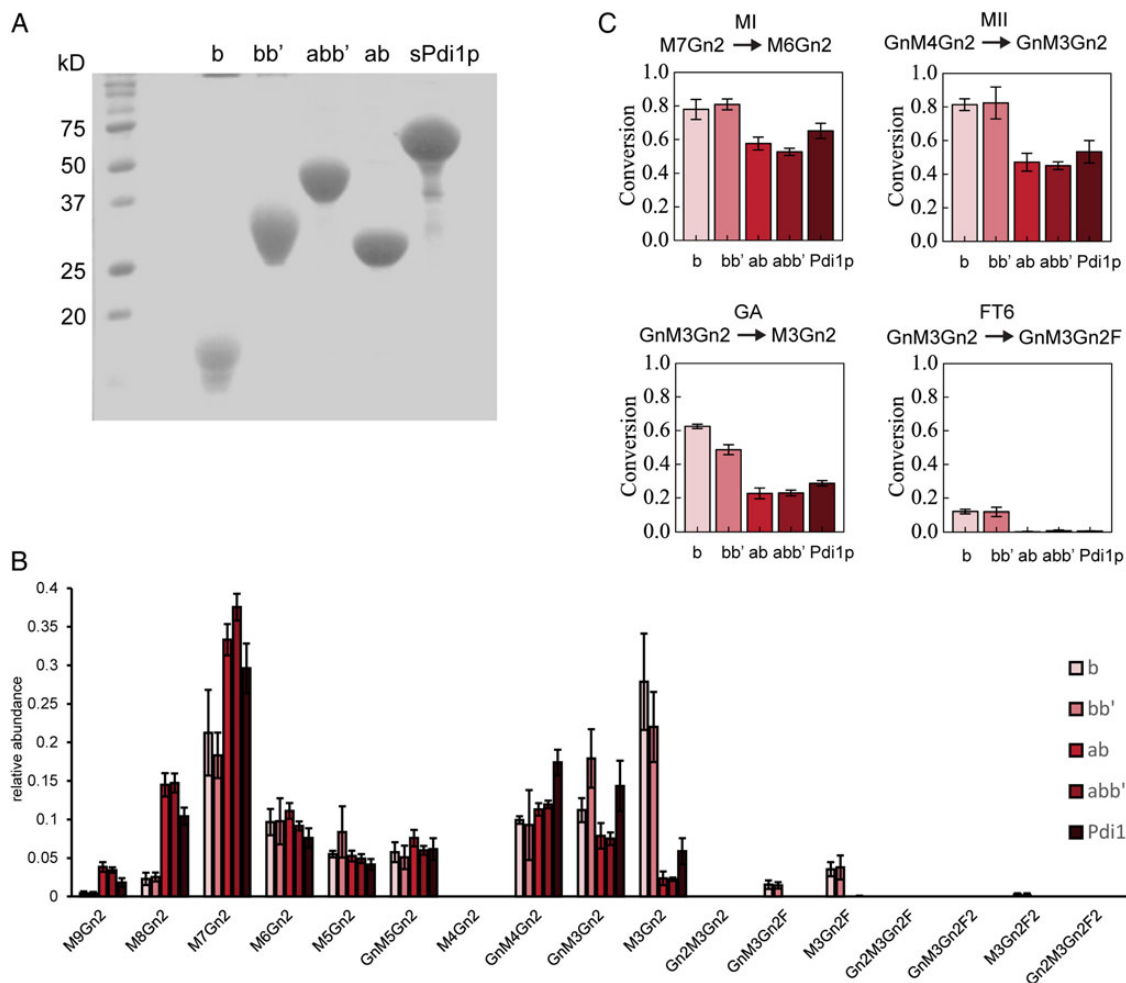 A
b bb' abb' ab sPdi1p
kD
75
50
37
25
20
C
MI
M7Gn2 → M6Gn2
Conversion
1.0
0.8
0.6
0.4
0.2
0.0
b bb' ab abb' Pdi1p
MII
GnM4Gn2 → GnM3Gn2
Conversion
1.0
0.8
0.6
0.4
0.2
0.0
b bb' ab abb' Pdi1p
GA
GnM3Gn2 → M3Gn2
Conversion
1.0
0.8
0.6
0.4
0.2
0.0
b bb' ab abb' Pdi1p
FT6
GnM3Gn2 → GnM3Gn2F
Conversion
1.0
0.8
0.6
0.4
0.2
0.0
b bb' ab abb' Pdi1p
B
relative abundance
0.4
0.35
0.3
0.25
0.2
0.15
0.1
0.05
0
M9Gn2
M8Gn2
M7Gn2
M6Gn2
M5Gn2
GnM5Gn2
M4Gn2
GnM4Gn2
GnM3Gn2
M3Gn2
Gn2M3Gn2
GnM3Gn2F
M3Gn2F
Gn2M3Gn2F
GnM3Gn2F2
M3Gn2F2
Gn2M3Gn2F2
b
bb'
ab
abb'
Pdi1